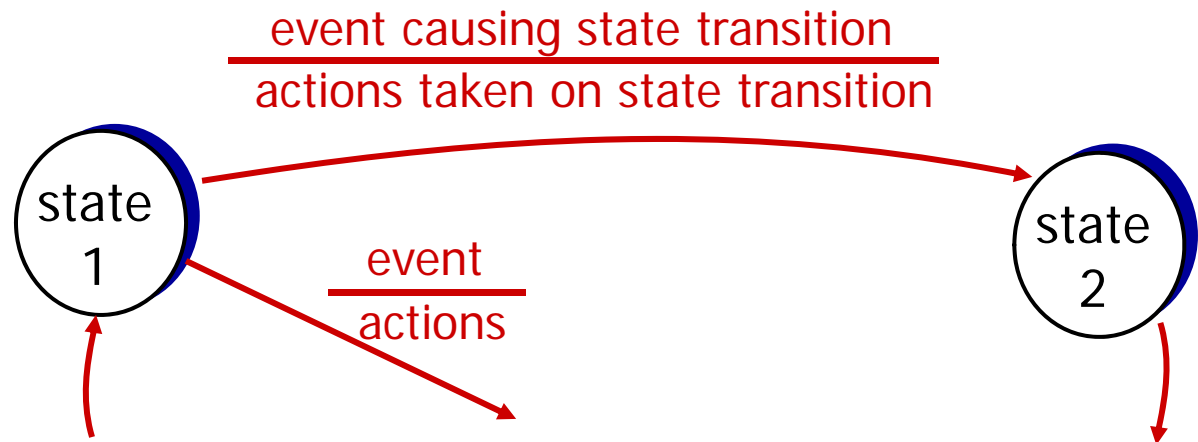 event causing state transition
actions taken on state transition
state
1
event
actions
state
2